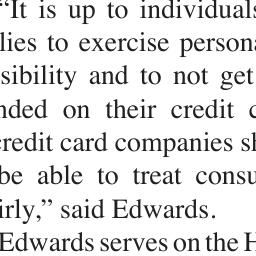 “It is up to individuals
lies to exercise persona
sibility and to not get
nded on their credit c
credit card companies sh
be able to treat consu
irly,” said Edwards.
Edwards serves on the H